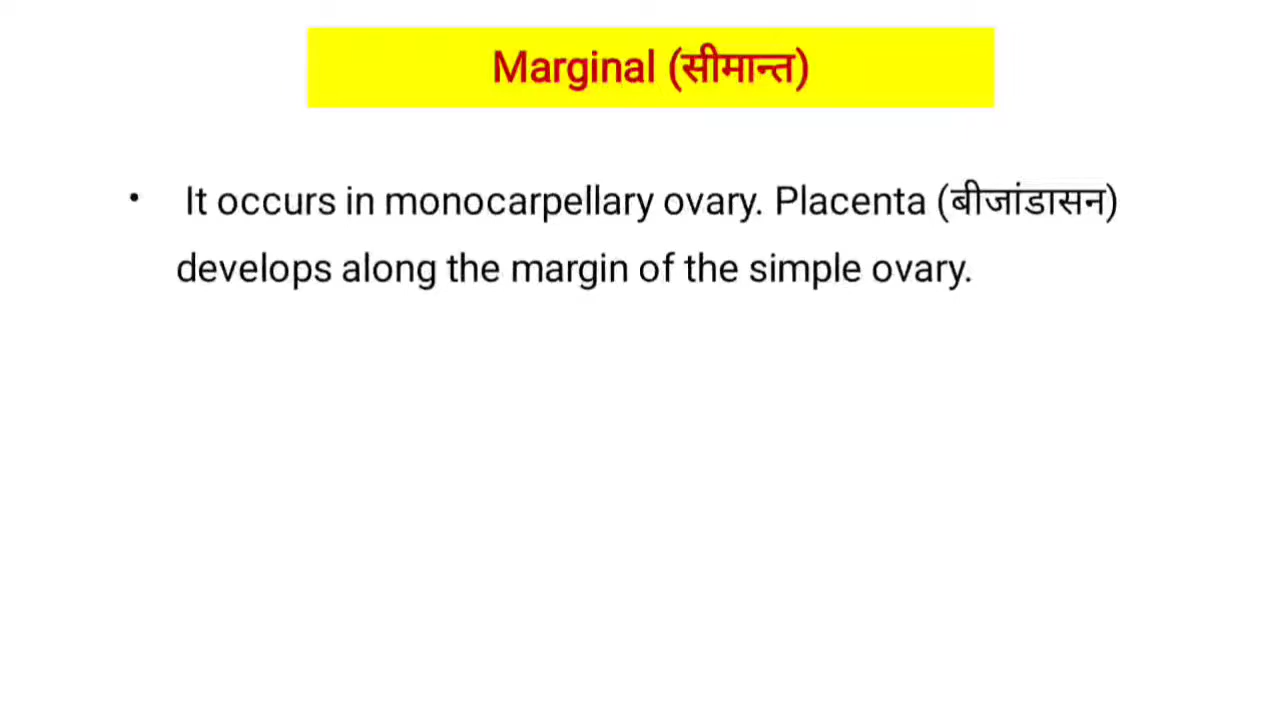 Marginal (सीमान्त)
• It occurs in monocarpellary ovary. Placenta (बीजांडासन)
develops along the margin of the simple ovary.